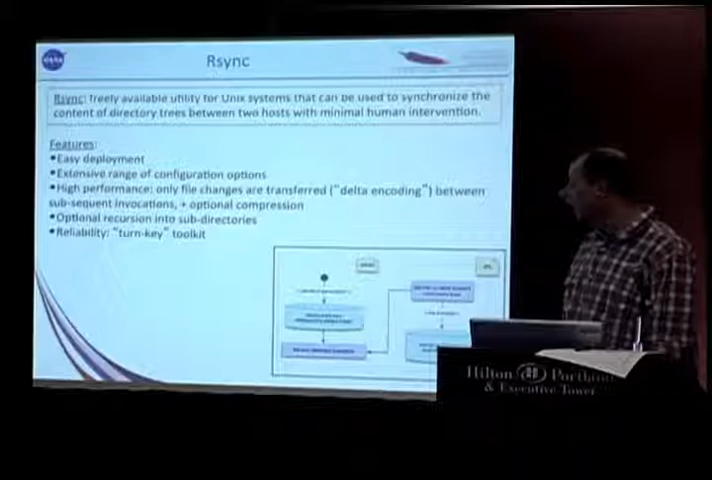 NASA
Rsync
Rsync: freely available utility for Unix systems that can be used to synchronize the
content of directory trees between two hosts with minimal human intervention.
Features:
•Easy deployment
•Extensive range of configuration options
•High performance: only file changes are transferred (“delta encoding”) between
sub-sequent invocations, + optional compression
•Optional recursion into sub-directories
•Reliability: “turn-key” toolkit
Hilton Portland
& Executive Tower